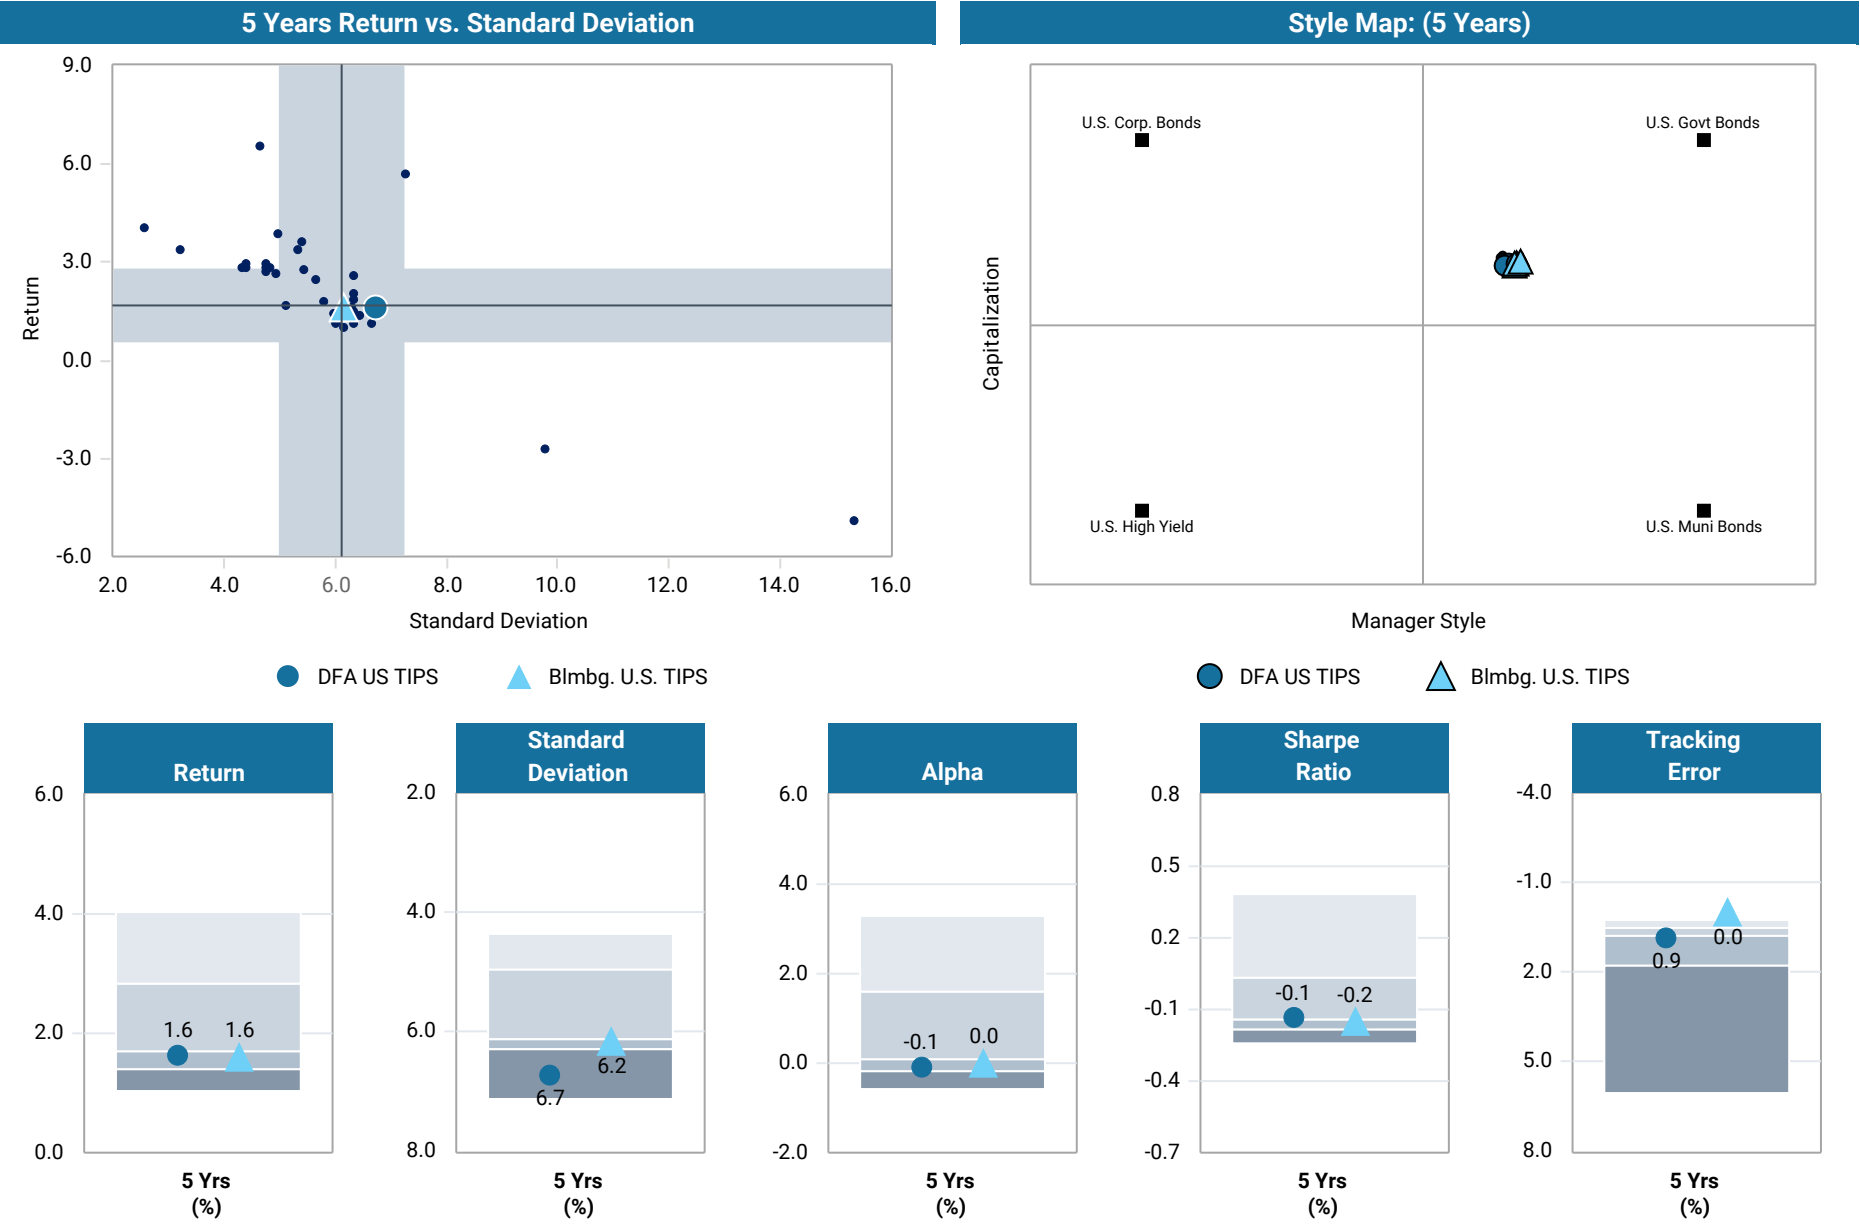 5 Years Return vs. Standard Deviation
9.0
6.0
3.0
0.0
-3.0
-6.0
Return
2.0 4.0 6.0 8.0 10.0 12.0 14.0 16.0
Standard Deviation
DFA US TIPS Blmbg. U.S. TIPS
Style Map: (5 Years)
U.S. Corp. Bonds U.S. Govt Bonds
Capitalization
U.S. High Yield U.S. Muni Bonds
Manager Style
DFA US TIPS Blmbg. U.S. TIPS
Return
6.0
4.0
2.0
0.0
1.6 1.6
5 Yrs
(%)
Standard
Deviation
2.0
4.0
6.0
8.0
6.2
6.7
5 Yrs
(%)
Alpha
6.0
4.0
2.0
0.0
-2.0
-0.1 0.0
5 Yrs
(%)
Sharpe
Ratio
0.8
0.5
0.2
-0.1
-0.4
-0.7
-0.1 -0.2
5 Yrs
(%)
Tracking
Error
-4.0
-1.0
2.0
5.0
8.0
0.0
0.9
5 Yrs
(%)